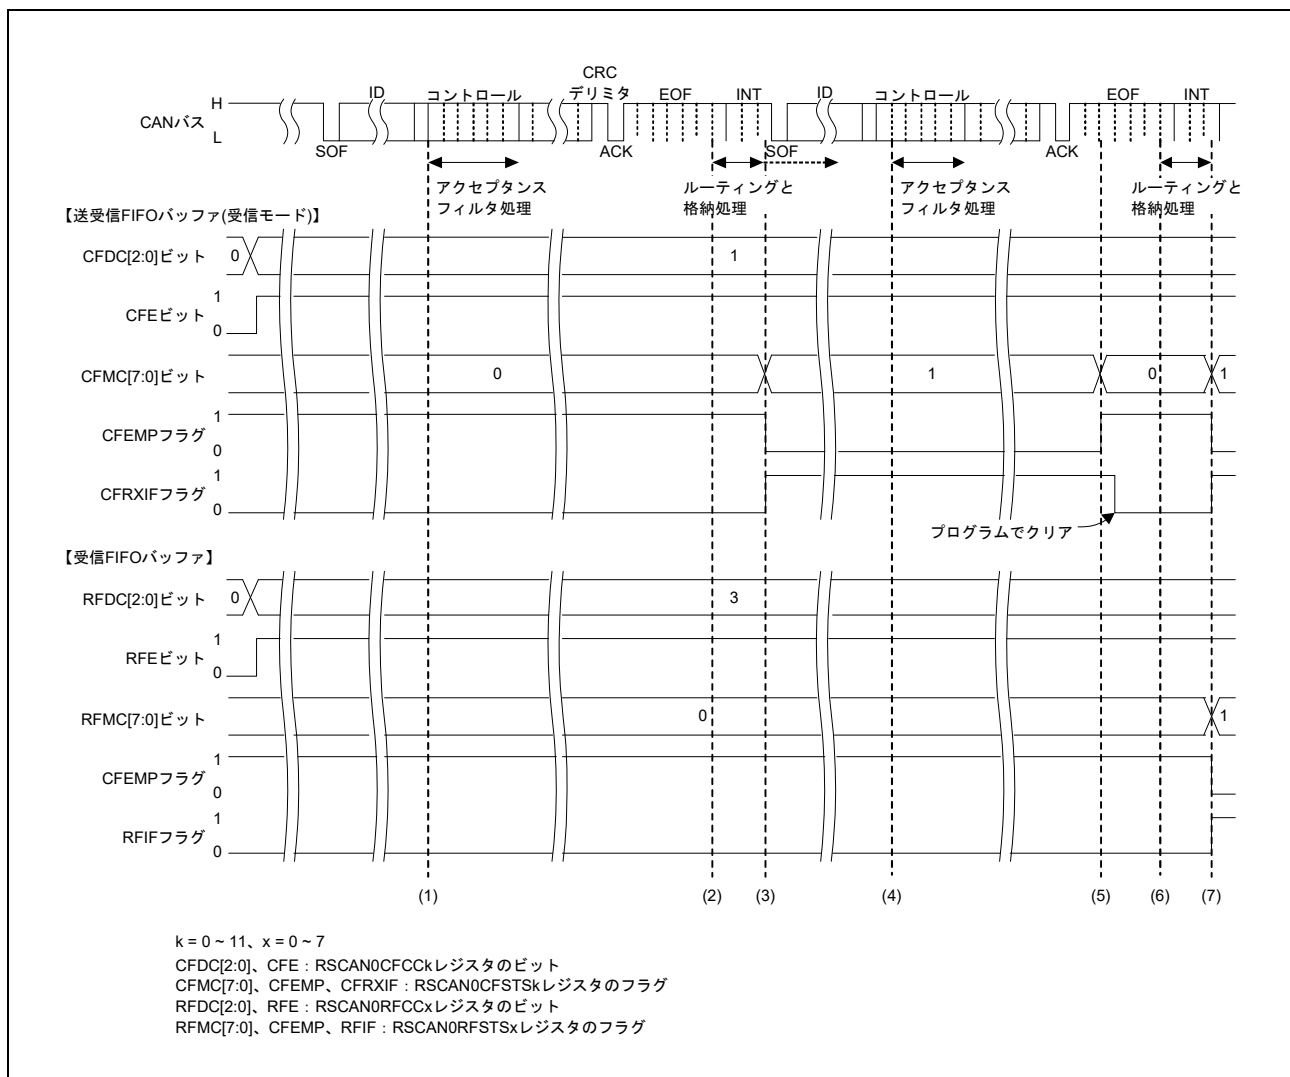 CRC
ID コントロール デリミタ EOF INT ID コントロール EOF INT
H
CANバス
L
SOF ACK SOF ACK
アクセプタンス
フィルタ処理
ルーティングと
格納処理
アクセプタンス
フィルタ処理
ルーティングと
格納処理
【送受信FIFOバッファ(受信モード)】
CFDC[2:0]ビット 0 1
1
CFEビット
0
CFMC[7:0]ビット 0 1 0 1
1
CFEMPフラグ
0
1
CFRXIFフラグ
0
プログラムでクリア
【受信FIFOバッファ】
RFDC[2:0]ビット 0 3
1
RFEビット
0
RFMC[7:0]ビット 0 1
1
CFEMPフラグ
0
1
RFIFフラグ
0
(1) (2) (3) (4) (5) (6) (7)
k = 0 ~ 11、x = 0 ~ 7
CFDC[2:0]、CFE：RSCAN0CFCCkレジスタのビット
CFMC[7:0]、CFEMP、CFRXIF：RSCAN0CFSTSkレジスタのフラグ
RFDC[2:0]、RFE：RSCAN0RFCCxレジスタのビット
RFMC[7:0]、CFEMP、RFIF：RSCAN0RFSTSxレジスタのフラグ